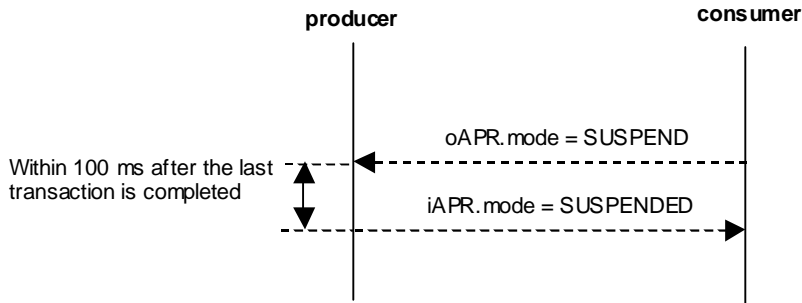 producer
consumer
oAPR.mode = SUSPEND
Within 100 ms after the last
transaction is completed
iAPR.mode = SUSPENDED